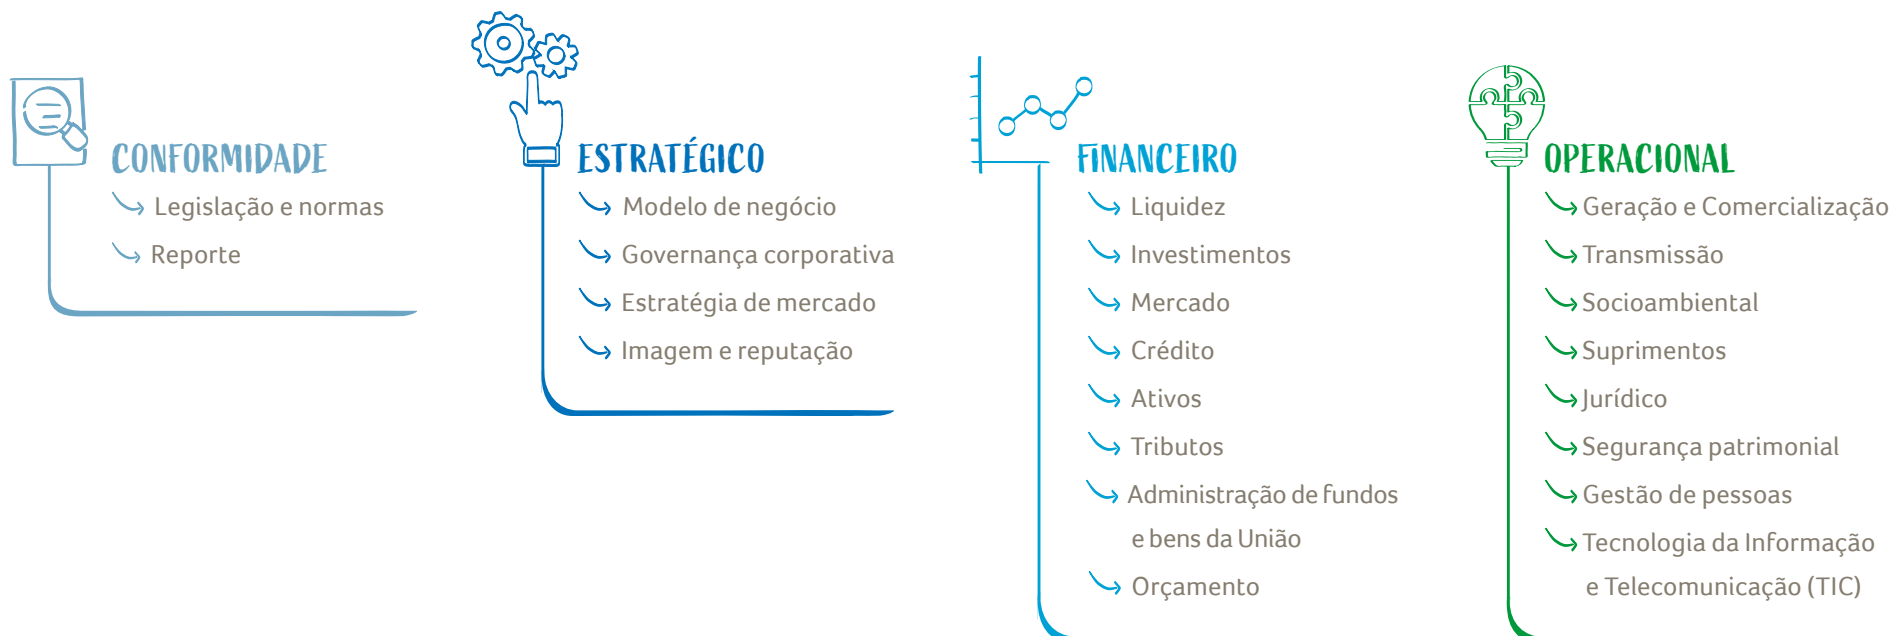 CONFORMIDADE
Legislação e normas
Reporte
ESTRATÉGICO
Modelo de negócio
Governança corporativa
Estratégia de mercado
Imagem e reputação
FINANCEIRO
Liquidez
Investimentos
Mercado
Crédito
Ativos
Tributos
Administração de fundos
e bens da União
Orçamento
OPERACIONAL
Geração e Comercialização
Transmissão
Socioambiental
Suprimentos
Jurídico
Segurança patrimonial
Gestão de pessoas
Tecnologia da Informação
e Telecomunicação (TIC)